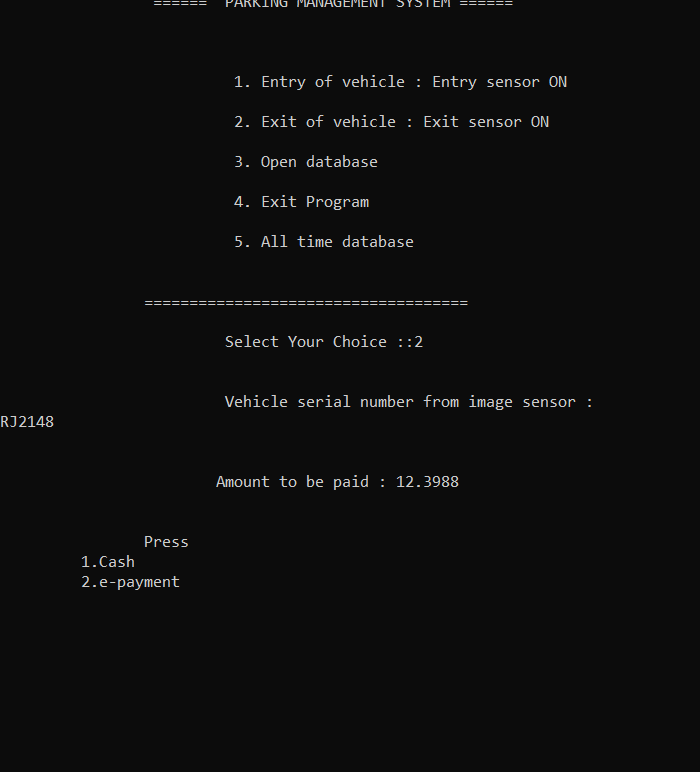 ====== PARKING MANAGEMENT SYSTEM ======
1. Entry of vehicle : Entry sensor ON
2. Exit of vehicle : Exit sensor ON
3. Open database
4. Exit Program
5. All time database
====================================
Select Your Choice ::2
Vehicle serial number from image sensor :
RJ2148
Amount to be paid : 12.3988
Press
1.Cash
2.e-payment